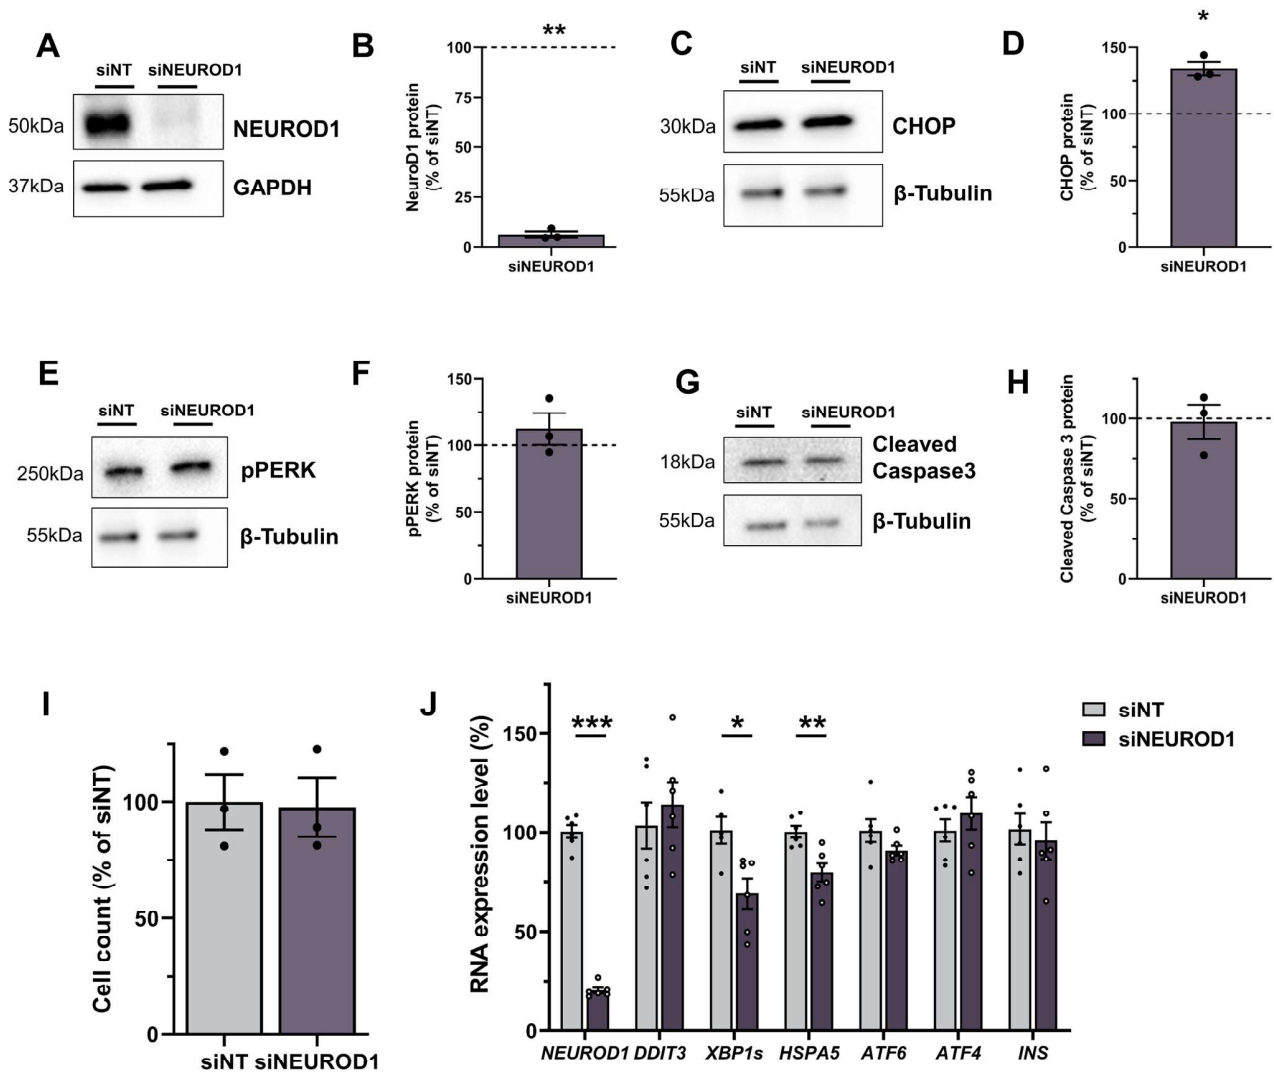 A
siNT siNEUROD1
50kDa NEUROD1
37kDa GAPDH
B
**
NeuroD1 protein
(% of siNT)
100
75
50
25
0
siNEUROD1
C
siNT siNEUROD1
30kDa CHOP
55kDa β-Tubulin
D
*
CHOP protein
(% of siNT)
150
100
50
0
siNEUROD1
E
siNT siNEUROD1
250kDa pPERK
55kDa β-Tubulin
F
pPERK protein
(% of siNT)
150
100
50
0
siNEUROD1
G
siNT siNEUROD1
18kDa Cleaved
Caspase3
55kDa β-Tubulin
H
Cleaved Caspase 3 protein
(% of siNT)
100
50
0
siNEUROD1
I
Cell count (% of siNT)
100
50
0
siNT siNEUROD1
J
RNA expression level (%)
150
100
50
0
*** * **
NEUROD1 DDIT3 XBP1s HSPA5 ATF6 ATF4 INS
siNT
siNEUROD1